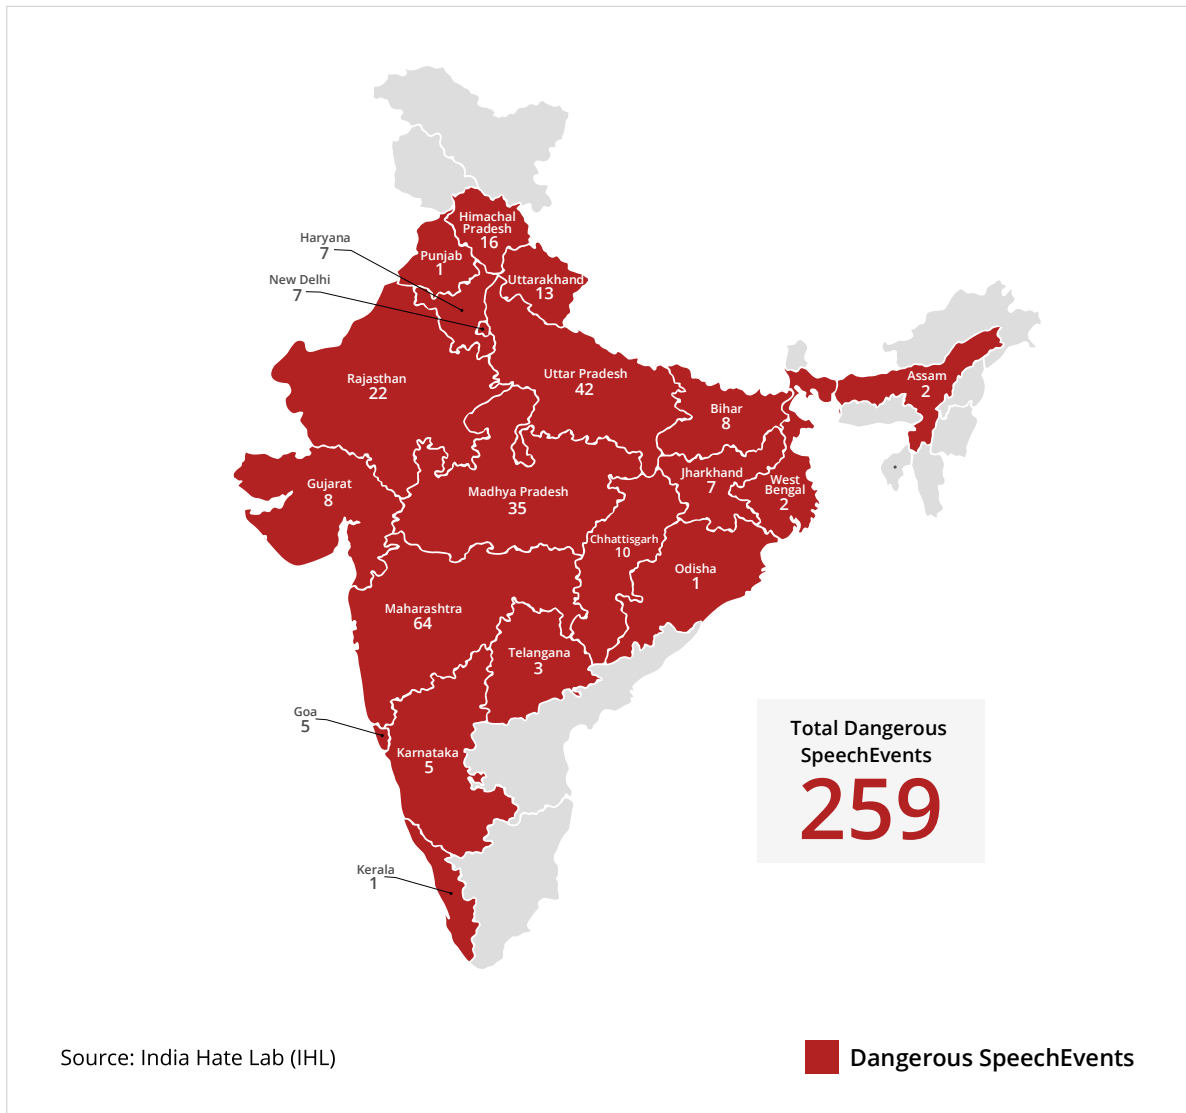 Himachal
Pradesh
16
Haryana
7
Punjab
1
New Delhi
7
Uttarakhand
13
Rajasthan
22
Uttar Pradesh
42
Assam
2
Bihar
8
Gujarat
8
Madhya Pradesh
35
Jharkhand
7
West
Bengal
2
Chhattisgarh
10
Odisha
1
Maharashtra
64
Telangana
3
Goa
5
Karnataka
5
Kerala
1
Total Dangerous
SpeechEvents
259
Source: India Hate Lab (IHL)
Dangerous SpeechEvents